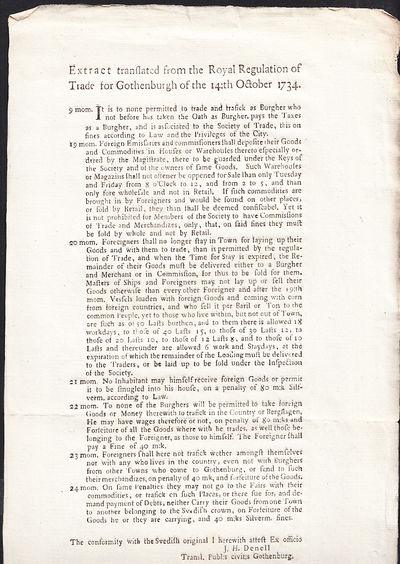 Extract translated from the Royal Regulation of
Trade for Gothenburgh of the 14:th October 1734.
9 mom. It is to none permitted to trade and trafick as Burgher who
not before has taken the Oath as Burgher, pays the Taxes
as a Burgher, and is associated to the Society of Trade, this on
fines according to Law and the Privileges of the City.
19 mom. Foreign Emissaries and commissioners shall deposite their Goods
and Commodities in Houses or Warehouses thereto especially or-
dered by the Magistrate, there to be guarded under the Keys of
the Society and of the owners of same Goods. Such Warehouses
or Magazins shall not oftener be oppened for Sale than only Tuesday
and Friday from 8 o'Clock to 12, and from 2 to 5, and than
only fore wholesale and not in Retail. If such commodities are
brought in by Foreigners and would be found on other places,
or sold by Retail, they than shall be deemed confiscabel. Yet it
is not prohibited for Members of the Society to have Commissions
of Trade and Merchandizes, only, that, on said fines they must
be sold by whole and not by Retail.
20 mom. Forecigners shall no longer stay in Town for laying up their
Goods and with them to trade, than is permitted by the regula-
tion of Trade, and when the Time for Stay is expired, the Re-
mainder of their Goods must be delivered either to a Burgher
and Merchant or in Commission, for thus to be sold for them.
Masters of Ships and Foreigners may not lay up or sell their
Goods otherwise than every other Foreigner and after the 19th
mom. Vessels loaden with foreign Goods and coming with corn
from foreign countries, and who sell it per Baril or Ton to the
common People, yet to those who live within, but not out of Town,
are such as of 50 Lasts burthen, and to them there is allowed 18
workdays, to those of 40 Lasts 15, to those of 30 Lasts 12, to
those of 20 Lasts 10, to those of 12 Lasts 8, and to those of 10
Lasts and thereunder are allowed 6 work and Staydays, at the
expiration of which the remainder of the Loading must be delivered
to the Traders, or be laid up to be sold under the Inspection
of the Society.
21 mom. No Inhabitant may himself receive foreign Goods or permit
it to be smugled into his house, on a penalty of 80 m:k Sill-
verm, according to Law.
22 mom. To none of the Burghers will be permitted to take foreign
Goods or Money therewith to trafick in the Country or Bergslagen,
He may have wages therefore or not, on penalty of 80 m:ks and
Forfeiture of all the Goods where with he trades, as well those be-
longing to the Foreigner, as those to himself. The Foreigner shall
pay a Fine of 40 m:k.
23 mom. Foreigners shall here not trafick wether amongst themselves
nor with any who lives in the country, even not with Burghers
from other Towns who come to Gothenburg, or send to such
their merchandizes, on penalty of 40 m:k, and forfeiture of the Goods.
24 mom. On same Penalties they may not go to the Fairs with their
commodities, or trafick on such Places, or there sue for, and de-
mand payment of Debts, neither Carry their Goods from one Town
to another belonging to the Svedish crown, on Forfeiture of the
Goods he or they are carrying, and 40 m:ks Silverm. fines.
The conformity with the Svedish original I herewith attest Ex officio
J. H. Denell
Transl. Publ:s civi:s Gothenburg.